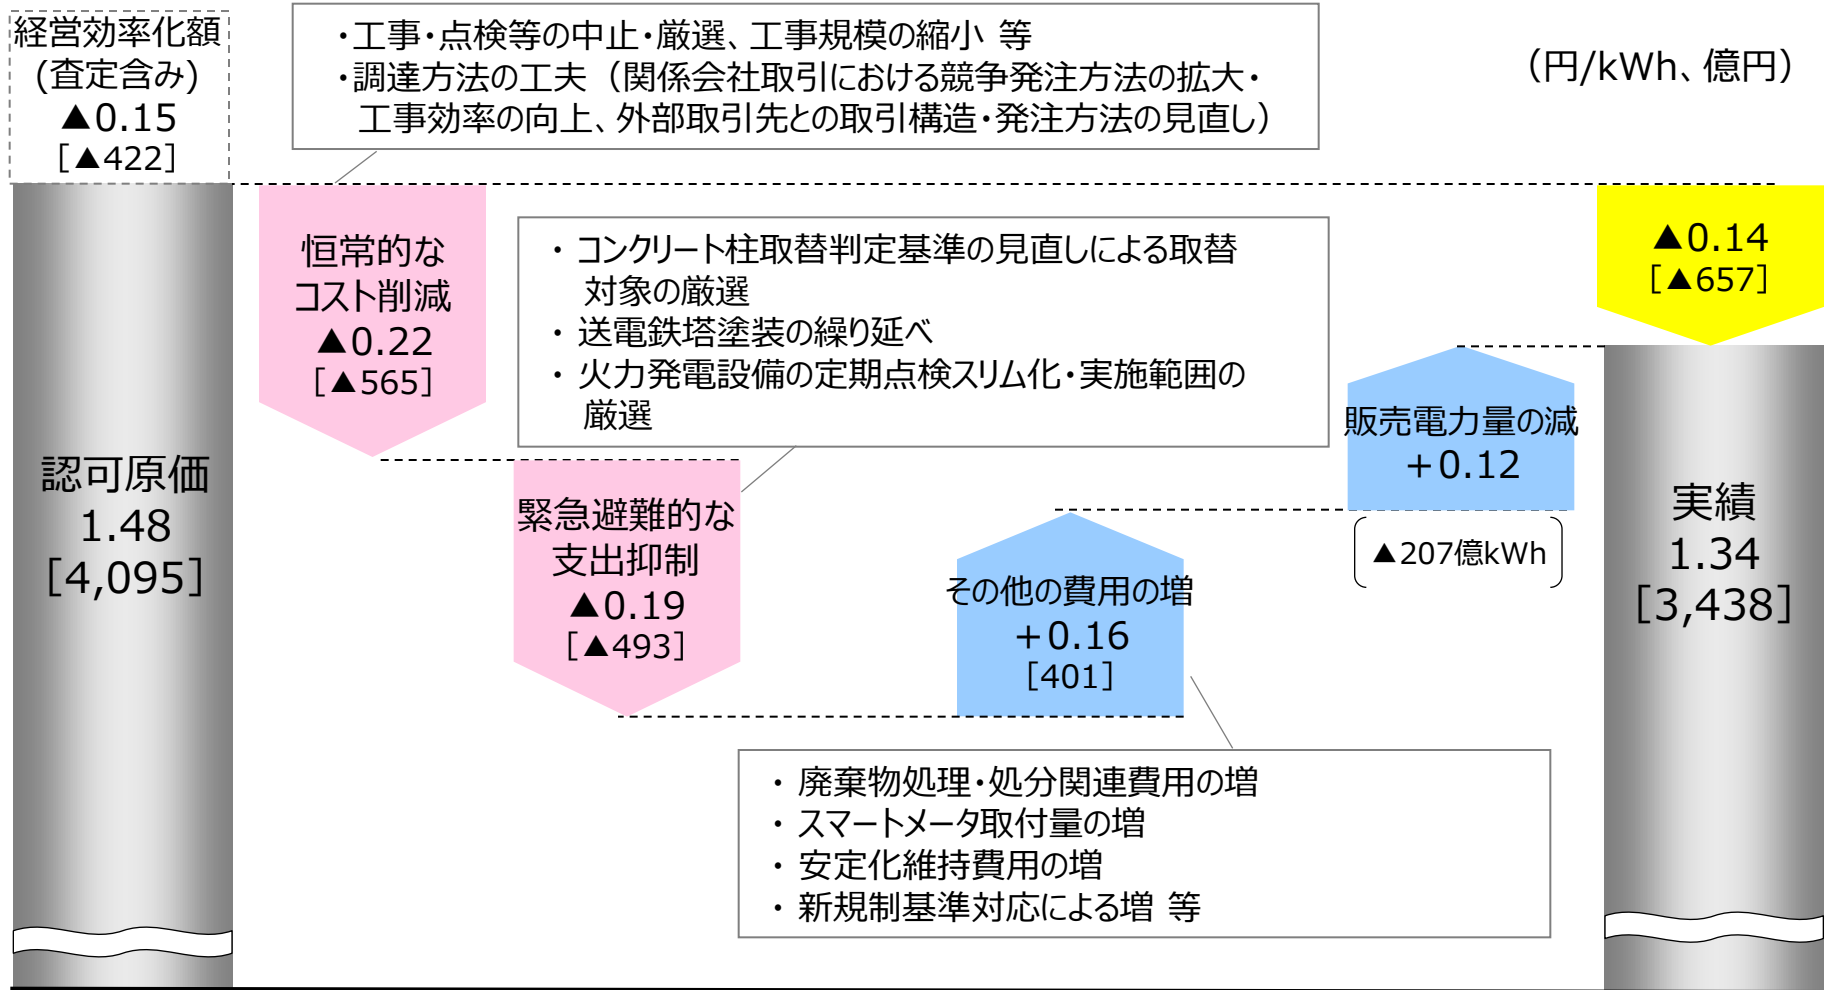 経営効率化額
(査定含み)
▲0.15
[▲422]
・工事・点検等の中止・厳選、工事規模の縮小 等
・調達方法の工夫（関係会社取引における競争発注方法の拡大・
工事効率の向上、外部取引先との取引構造・発注方法の見直し）
（円/kWh、億円）
恒常的な
コスト削減
▲0.22
[▲565]
・ コンクリート柱取替判定基準の見直しによる取替
対象の厳選
・ 送電鉄塔塗装の繰り延べ
・ 火力発電設備の定期点検スリム化・実施範囲の
厳選
▲0.14
[▲657]
認可原価
1.48
[4,095]
緊急避難的な
支出抑制
▲0.19
[▲493]
その他の費用の増
＋0.16
[401]
販売電力量の減
＋0.12
▲207億kWh
実績
1.34
[3,438]
・ 廃棄物処理・処分関連費用の増
・ スマートメータ取付量の増
・ 安定化維持費用の増
・ 新規制基準対応による増 等